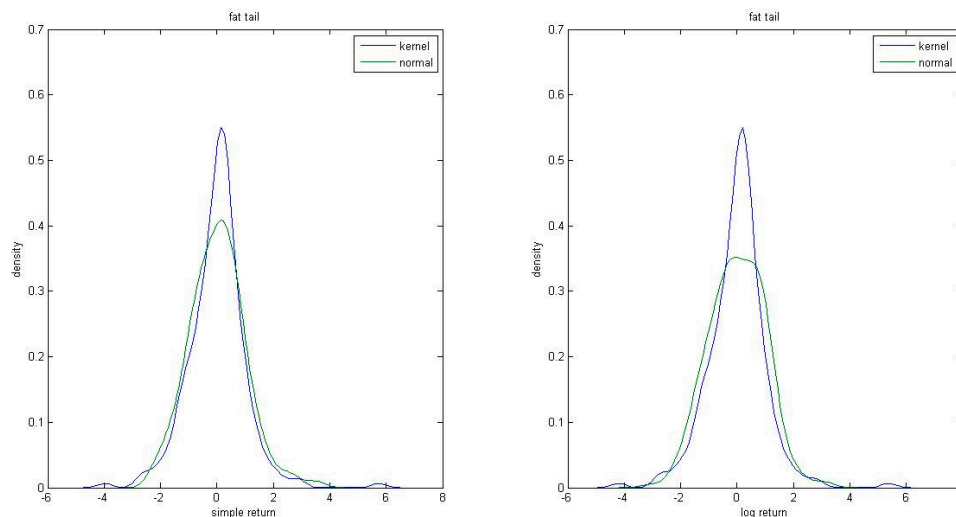 fat tail
0.7
0.6
0.5
0.4
0.3
0.2
0.1
0
density
-6 -4 -2 0 2 4 6 8
simple return
kernel
normal
fat tail
0.7
0.6
0.5
0.4
0.3
0.2
0.1
0
density
-6 -4 -2 0 2 4 6
log return
kernel
normal